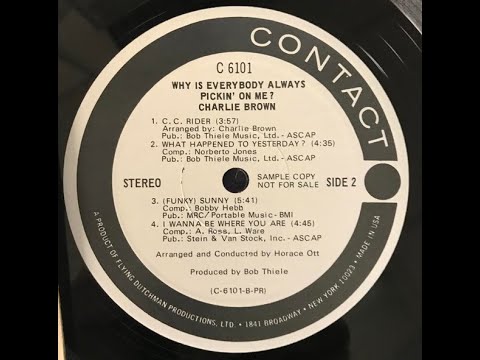 CONTACT
C 6101
WHY IS EVERYBODY ALWAYS
PICKIN' ON ME?
CHARLIE BROWN
1. C. C. RIDER (3:57)
Arranged by: Charlie Brown
Pub.: Bob Thiele Music, Ltd. - ASCAP
2. WHAT HAPPENED TO YESTERDAY? (4:35)
Comp.: Norberto Jones
Pub.: Bob Thiele Music, Ltd. - ASCAP
STEREO
SAMPLE COPY
NOT FOR SALE
SIDE 2
3. (FUNKY) SUNNY (5:41)
Comp.: Bobby Hebb
Pub.: MRC/Portable Music - BMI
4. I WANNA BE WHERE YOU ARE (4:45)
Comp.: A. Ross, L. Ware
Pub.: Stein & Van Stock, Inc. - ASCAP
Arranged and Conducted by Horace Ott
Produced by Bob Thiele
(C-6101-B-PR)
A PRODUCT OF FLYING DUTCHMAN PRODUCTIONS, LTD. • 1841 BROADWAY • NEW YORK 10023 • MADE IN USA